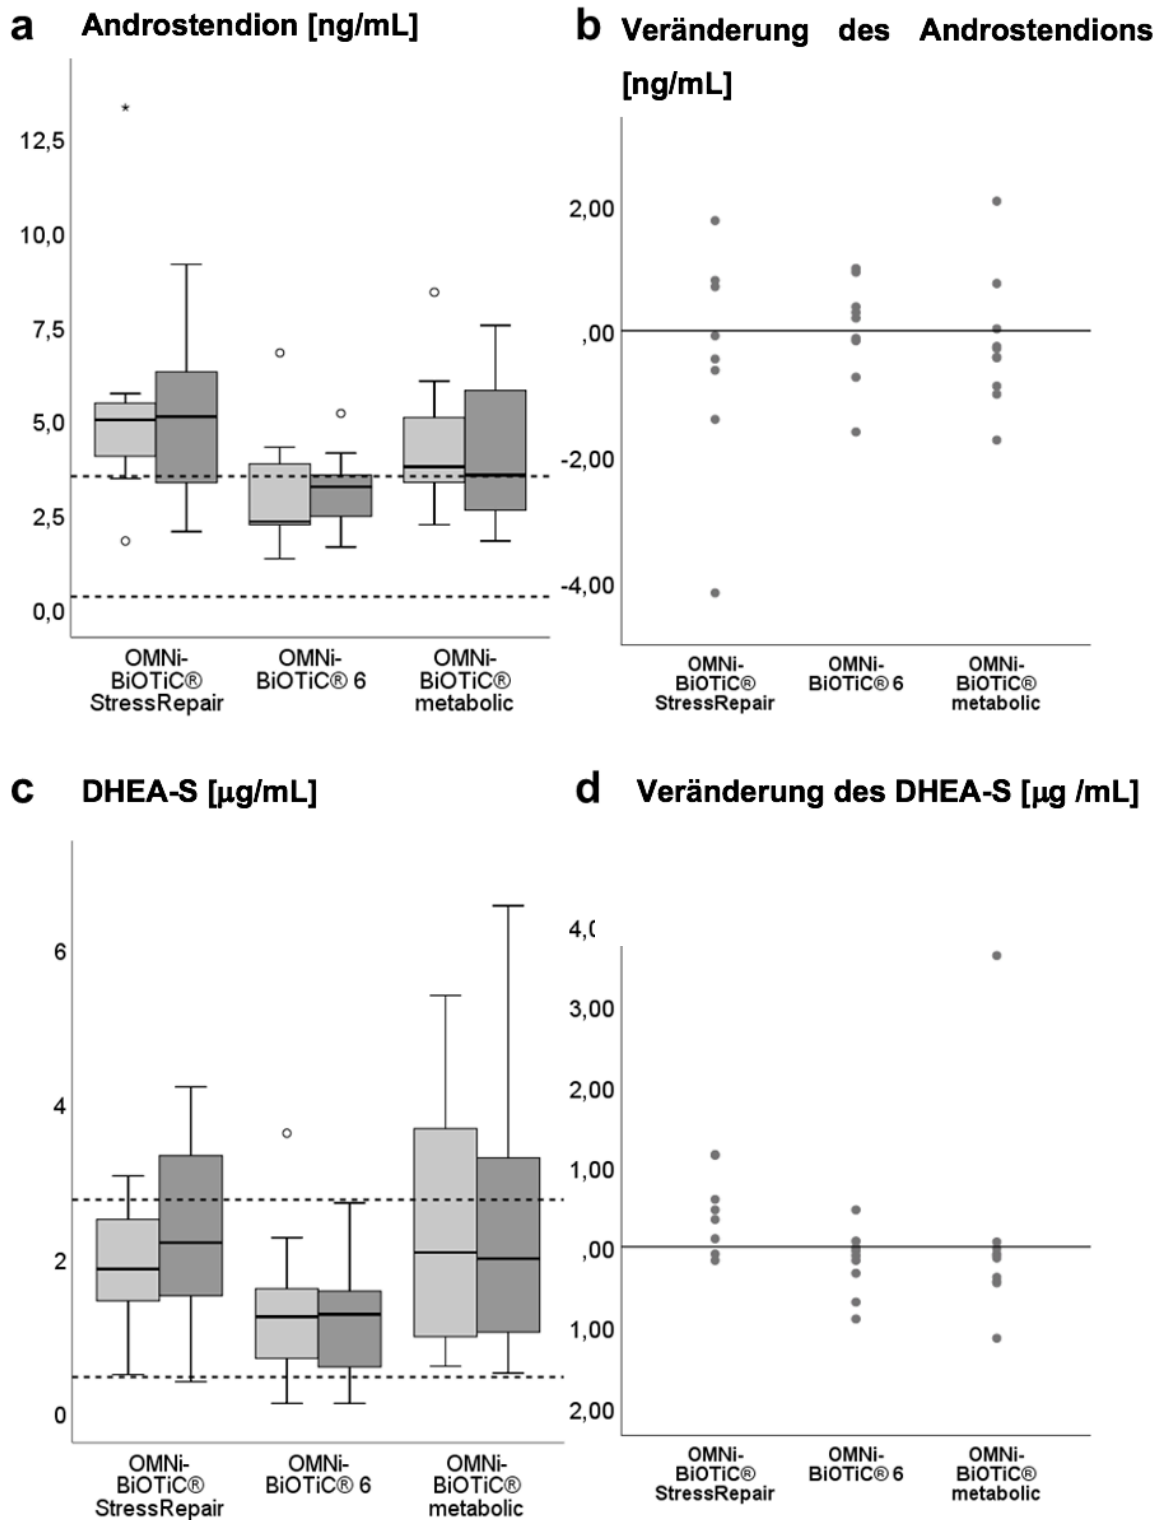 a Androstendion [ng/mL]
12,5
10,0
7,5
5,0
2,5
0,0
OMNi-
BiOTiC®
StressRepair
OMNi-
BiOTiC® 6
OMNi-
BiOTiC®
metabolic
b Veränderung des Androstendions
[ng/mL]
2,00
,00
-2,00
-4,00
OMNi-
BiOTiC®
StressRepair
OMNi-
BiOTiC® 6
OMNi-
BiOTiC®
metabolic
c DHEA-S [µg/mL]
6
4
2
0
OMNi-
BiOTiC®
StressRepair
OMNi-
BiOTiC® 6
OMNi-
BiOTiC®
metabolic
d Veränderung des DHEA-S [µg /mL]
3,00
2,00
1,00
,00
1,00
2,00
OMNi-
BiOTiC®
StressRepair
OMNi-
BiOTiC® 6
OMNi-
BiOTiC®
metabolic